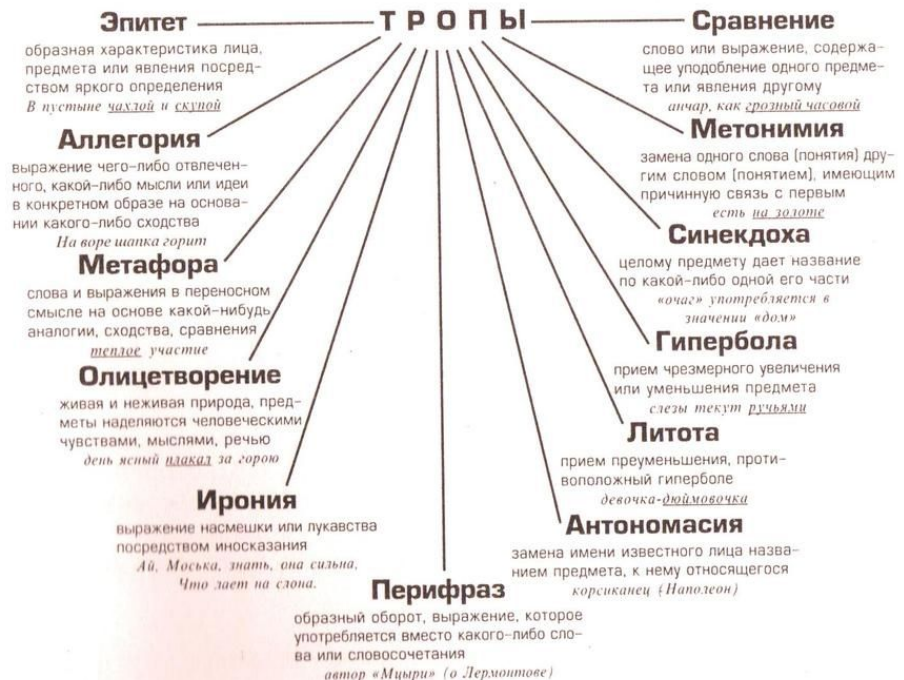 ТРОПЫ
Эпитет
образная характеристика лица,
предмета или явления посред-
ством яркого определения
В пустыне чахлой и скупой
Аллегория
выражение чего-либо отвлечен-
ного, какой-либо мысли или идеи
в конкретном образе на основа-
нии какого-либо сходства
На воре шапка горит
Метафора
слова и выражения в переносном
смысле на основе какой-нибудь
аналогии, сходства, сравнения
теплое участие
Олицетворение
живая и неживая природа, пред-
меты наделяются человеческими
чувствами, мыслями, речью
день ясный плакал за горою
Ирония
выражение насмешки или лукавства
посредством иносказания
Ай, Моська, знать, она сильна,
Что лает на слона.
Перифраз
образный оборот, выражение, которое
употребляется вместо какого-либо сло-
ва или словосочетания
автор «Мцыри» (о Лермонтове)
Сравнение
слово или выражение, содержа-
щее уподобление одного предме-
та или явления другому
анчар, как грозный часовой
Метонимия
замена одного слова (понятия) дру-
гим словом (понятием), имеющим
причинную связь с первым
есть на золоте
Синекдоха
целому предмету дает название
по какой-либо одной его части
«очаг» употребляется в
значении «дом»
Гипербола
прием чрезмерного увеличения
или уменьшения предмета
слезы текут ручьями
Литота
прием преуменьшения, проти-
воположный гиперболе
девочка-дюймовочка
Антономасия
замена имени известного лица назва-
нием предмета, к нему относящегося
корсиканец (Наполеон)